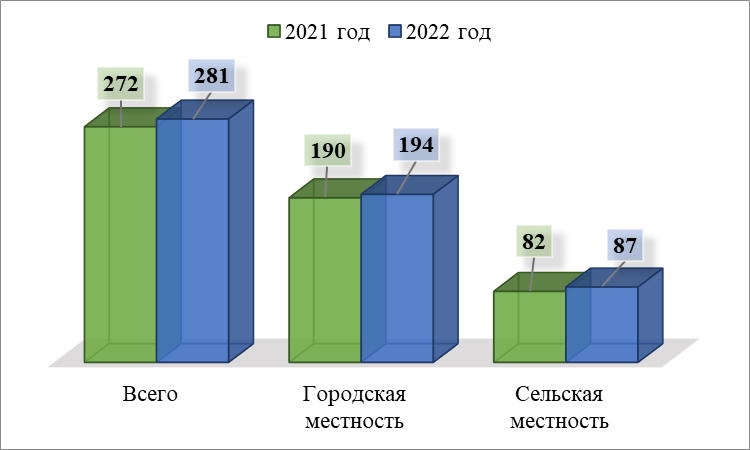 2021 год 2022 год
272
281
190
194
82
87
Всего
Городская
местность
Сельская
местность